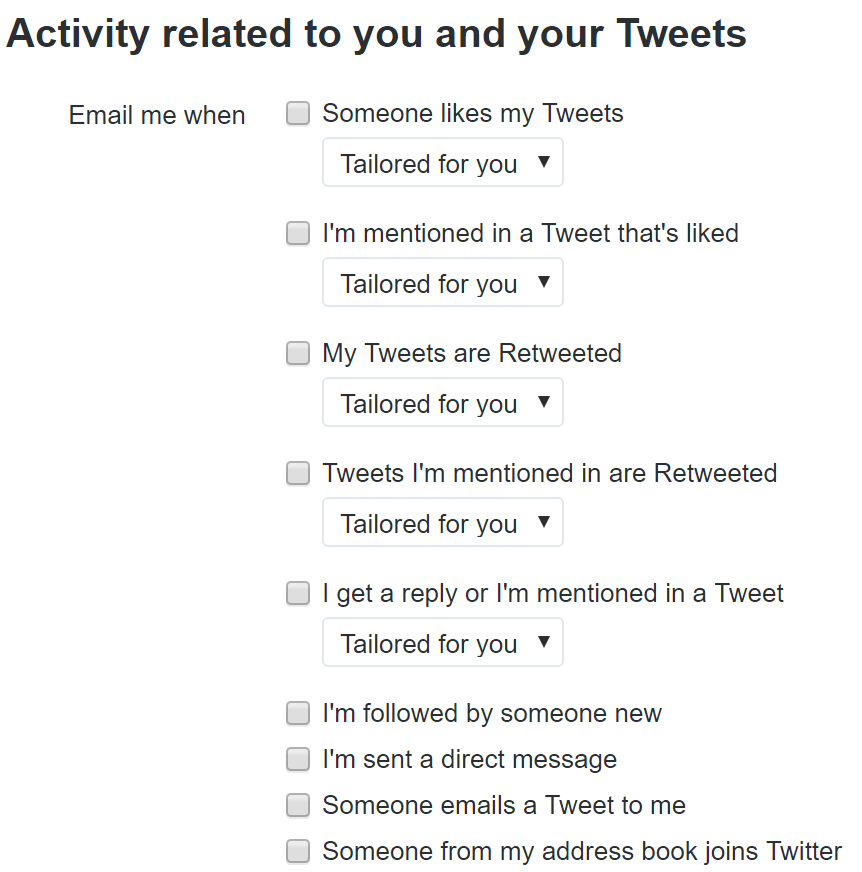 Activity related to you and your Tweets
Email me when
Someone likes my Tweets
Tailored for you
I'm mentioned in a Tweet that's liked
Tailored for you
My Tweets are Retweeted
Tailored for you
Tweets I'm mentioned in are Retweeted
Tailored for you
I get a reply or I'm mentioned in a Tweet
Tailored for you
I'm followed by someone new
I'm sent a direct message
Someone emails a Tweet to me
Someone from my address book joins Twitter